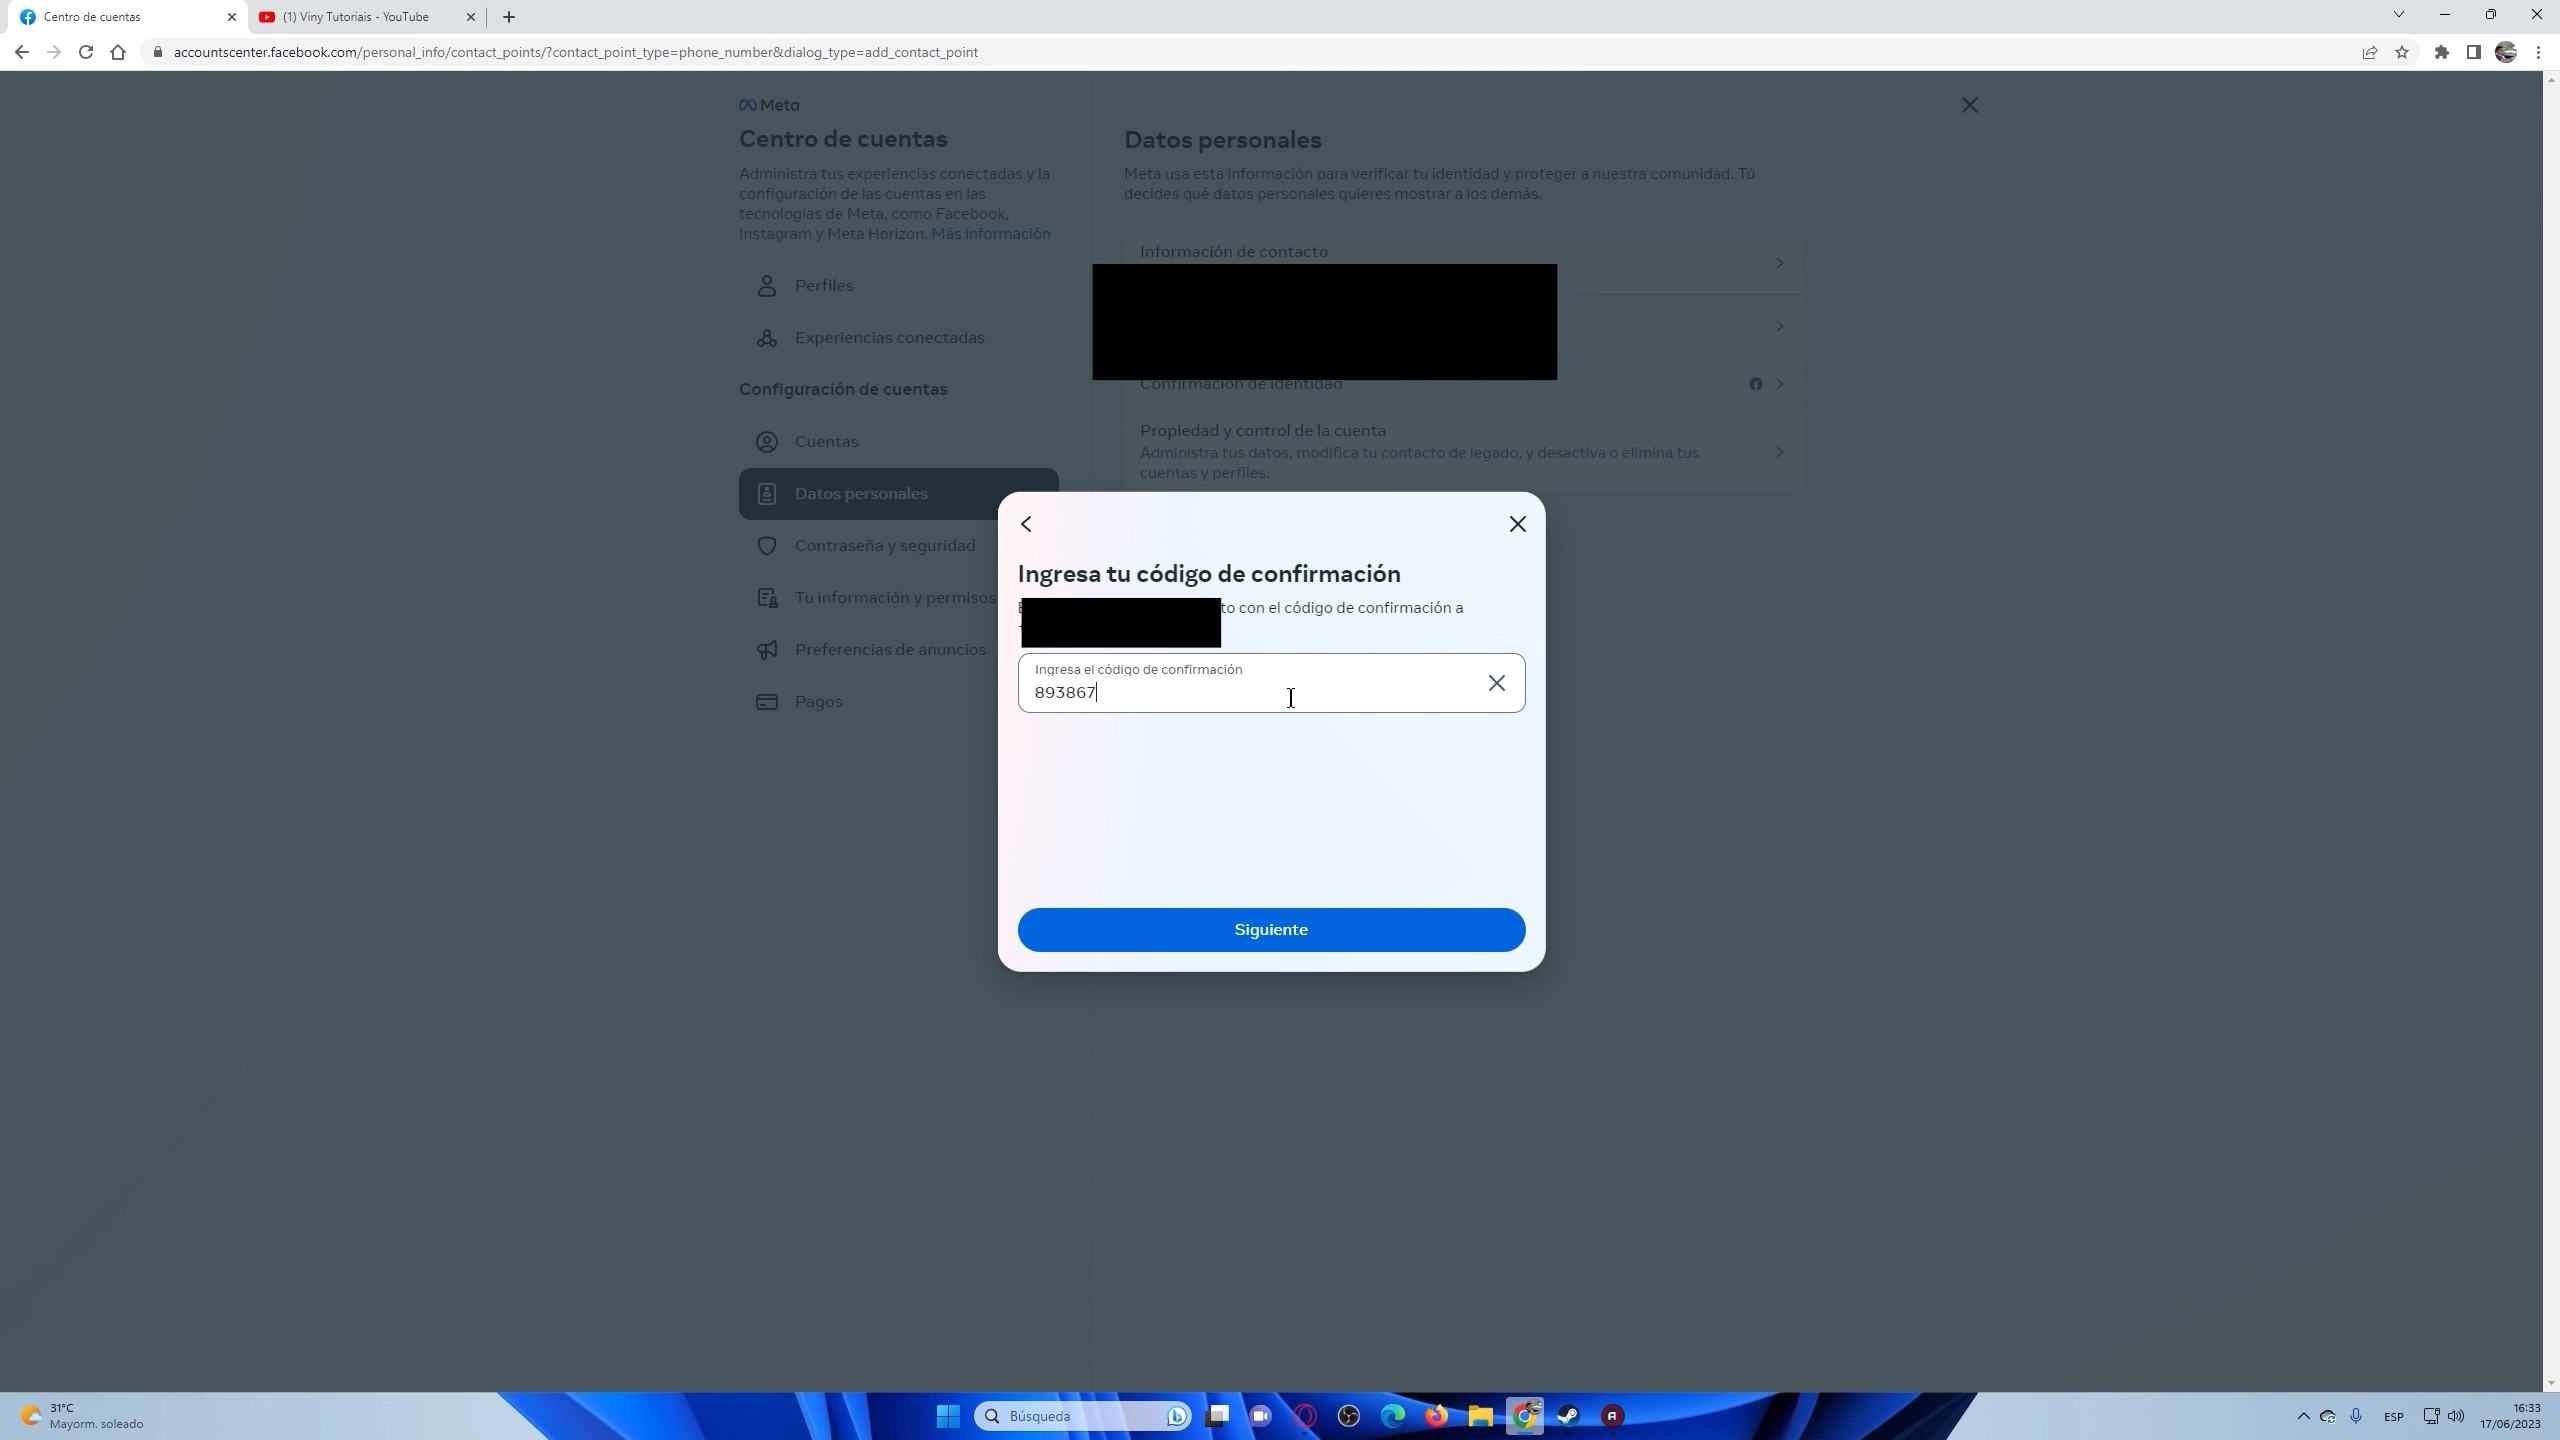 Centro de cuentas
(1) Viny Tutoriais - YouTube
accountscenter.facebook.com/personal_info/contact_points/?contact_point_type=phone_number&dialog_type=add_contact_point
Meta
Centro de cuentas
Administra tus experiencias conectadas y la
configuración de las cuentas en las
tecnologías de Meta, como Facebook,
Instagram y Meta Horizon. Más información
Perfiles
Experiencias conectadas
Configuración de cuentas
Cuentas
Datos personales
Contraseña y seguridad
Tu información y permisos
Preferencias de anuncios
Pagos
Datos personales
Meta usa esta información para verificar tu identidad y proteger a nuestra comunidad. Tú
decides qué datos personales quieres mostrar a los demás.
Información de contacto
Confirmación de identidad
Propiedad y control de la cuenta
Administra tus datos, modifica tu contacto de legado, y desactiva o elimina tus
cuentas y perfiles.
Ingresa tu código de confirmación
to con el código de confirmación a
Ingresa el código de confirmación
893867
Siguiente
31°C
Mayorm. soleado
Búsqueda
ESP
16:33
17/06/2023